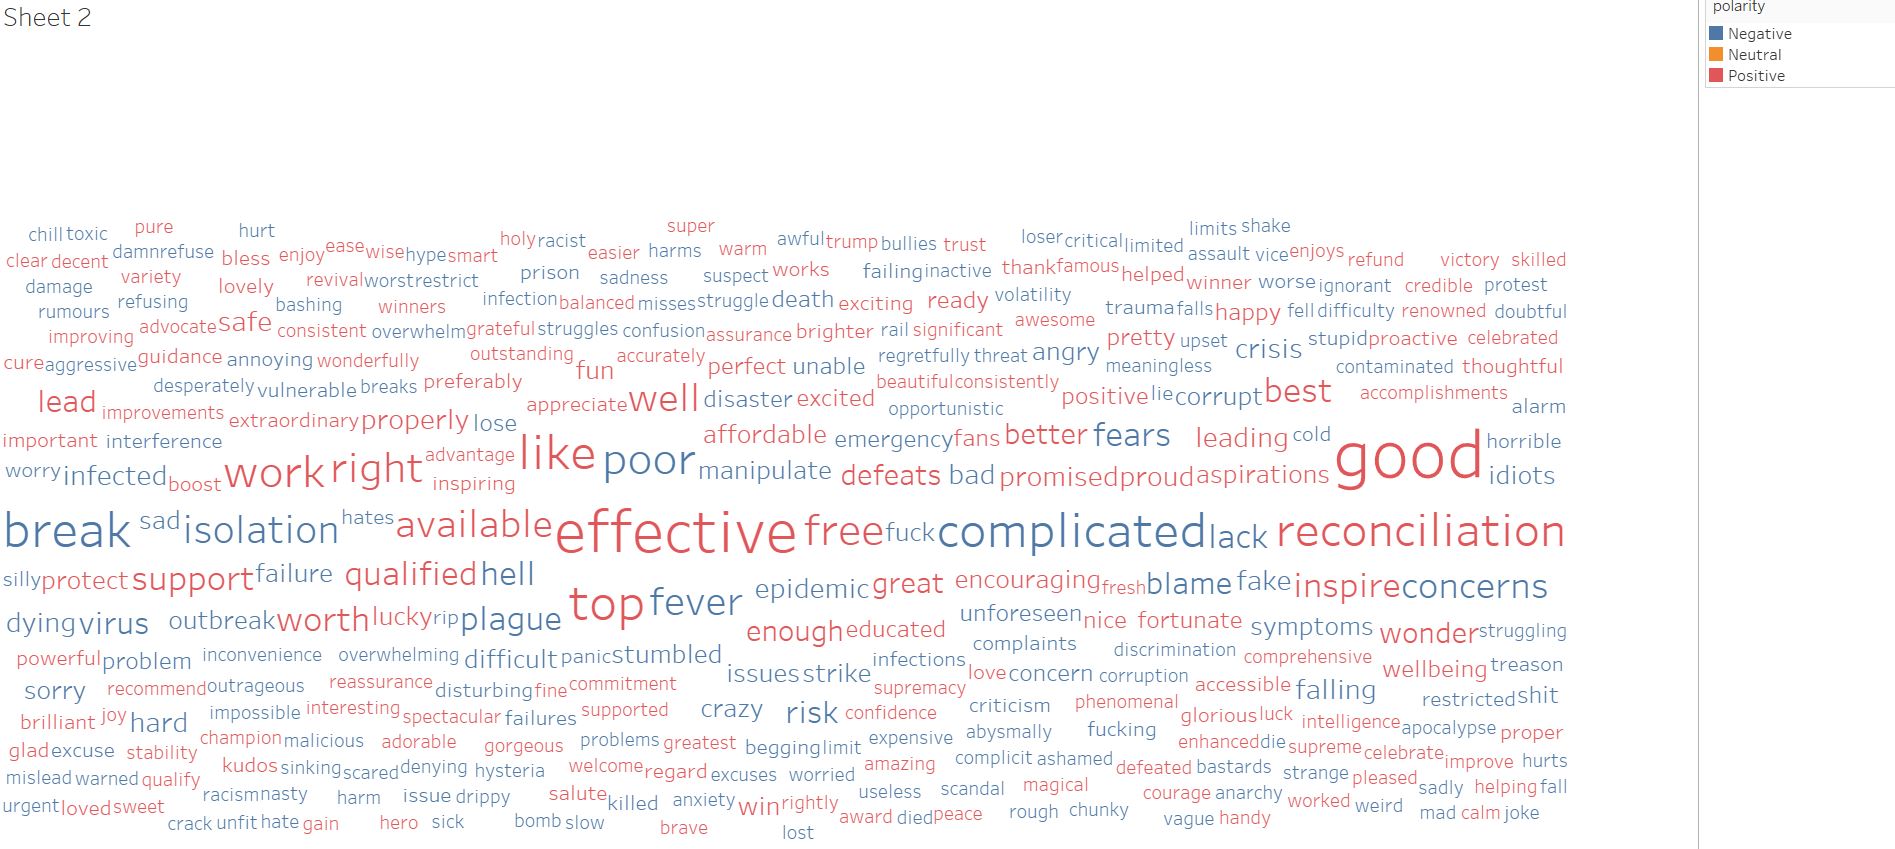 Sheet 2
polarity
Negative
Neutral
Positive
chill toxic pure hurt holy racist super awful trump bullies trust loser critical limited limits shake
clear decent damn refuse bless enjoy ease wise hype smart easier harms warm assault vice enjoys refund victory skilled
damage variety lovely revival worst restrict prison sadness suspect works failing inactive thank famous helped winner worse ignorant credible protest
rumours refusing bashing winners infection balanced misses struggle death exciting ready volatility trauma falls happy fell difficulty renowned doubtful
improving advocate safe consistent overwhelm grateful struggles confusion assurance brighter rail significant awesome pretty upset crisis stupid proactive celebrated
cure aggressive guidance annoying wonderfully outstanding fun accurately perfect unable regretfully threat angry meaningless contaminated thoughtful
lead improvements desperately vulnerable breaks preferably appreciate well disaster excited beautiful consistently opportunistic positive lie corrupt best accomplishments alarm
important interference extraordinary properly lose affordable emergency fans better fears leading cold good horrible
worry infected boost work right advantage inspiring like poor manipulate defeats bad promised proud aspirations idiots
break sad isolation hates available effective free fuck complicated lack reconciliation
silly protect support failure qualified hell top fever epidemic great encouraging fresh blame fake inspire concerns
dying virus outbreak worth lucky rip plague enough educated unforeseen nice fortunate symptoms wonder struggling
powerful problem inconvenience overwhelming difficult panic stumbled issues strike infections complaints discrimination comprehensive wellbeing treason
sorry recommend outrageous reassurance disturbing fine commitment supremacy love concern corruption accessible falling restricted shit
brilliant joy hard impossible interesting spectacular failures supported crazy risk confidence criticism phenomenal glorious luck intelligence apocalypse proper
glad excuse stability champion malicious adorable gorgeous problems greatest begging limit expensive abysmally fucking enhanced die supreme celebrate improve hurts
mislead warned qualify kudos sinking scared denying hysteria welcome regard excuses worried amazing complicit ashamed defeated bastards strange pleased sadly helping fall
urgent loved sweet racism nasty harm issue drippy salute killed anxiety win rightly useless scandal magical courage anarchy worked weird
crack unfit hate gain hero sick bomb slow brave lost award died peace rough chunky vague handy mad calm joke